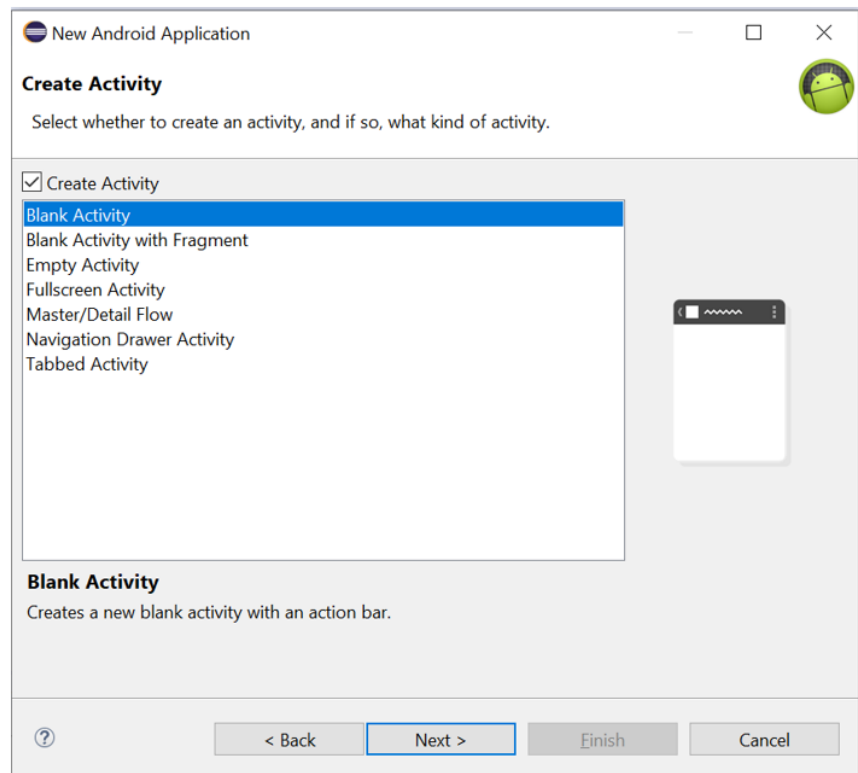 New Android Application
Create Activity
Select whether to create an activity, and if so, what kind of activity.
Create Activity
Blank Activity
Blank Activity with Fragment
Empty Activity
Fullscreen Activity
Master/Detail Flow
Navigation Drawer Activity
Tabbed Activity
Blank Activity
Creates a new blank activity with an action bar.
? < Back Next > Finish Cancel